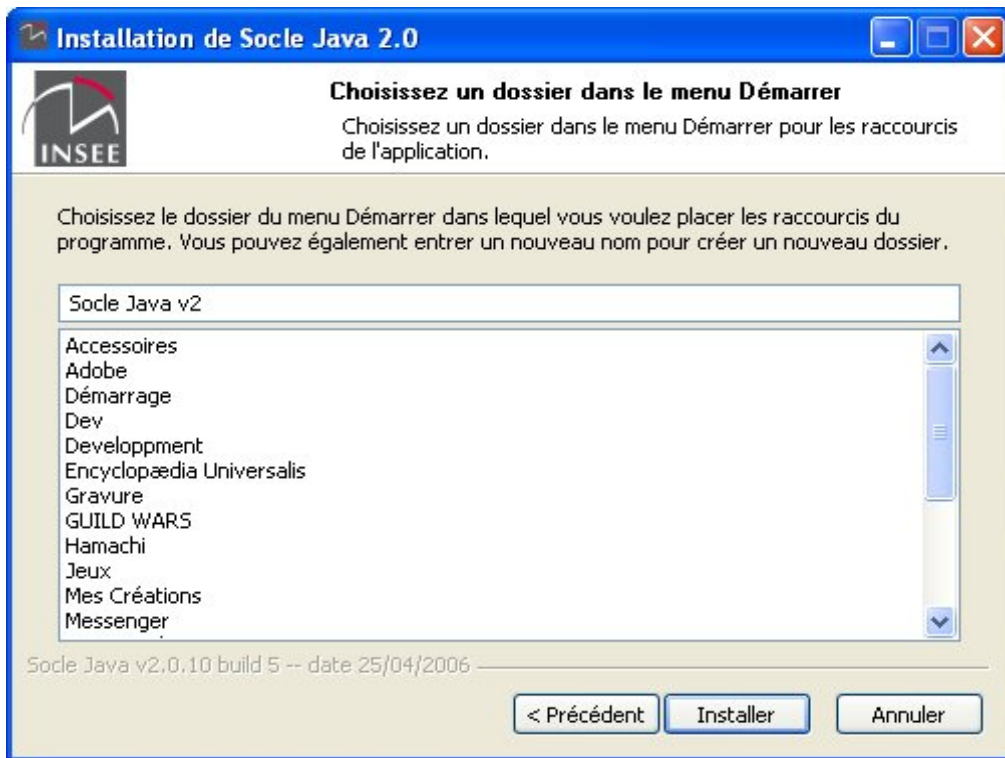 Installation de Socle Java 2.0
INSEE
Choisissez un dossier dans le menu Démarrer
Choisissez un dossier dans le menu Démarrer pour les raccourcis
de l'application.
Choisissez le dossier du menu Démarrer dans lequel vous voulez placer les raccourcis du
programme. Vous pouvez également entrer un nouveau nom pour créer un nouveau dossier.
Socle Java v2
Accessoires
Adobe
Démarrage
Dev
Developpment
Encyclopædia Universalis
Gravure
GUILD WARS
Hamachi
Jeux
Mes Créations
Messenger
Socle Java v2.0.10 build 5 -- date 25/04/2006
< Précédent
Installer
Annuler